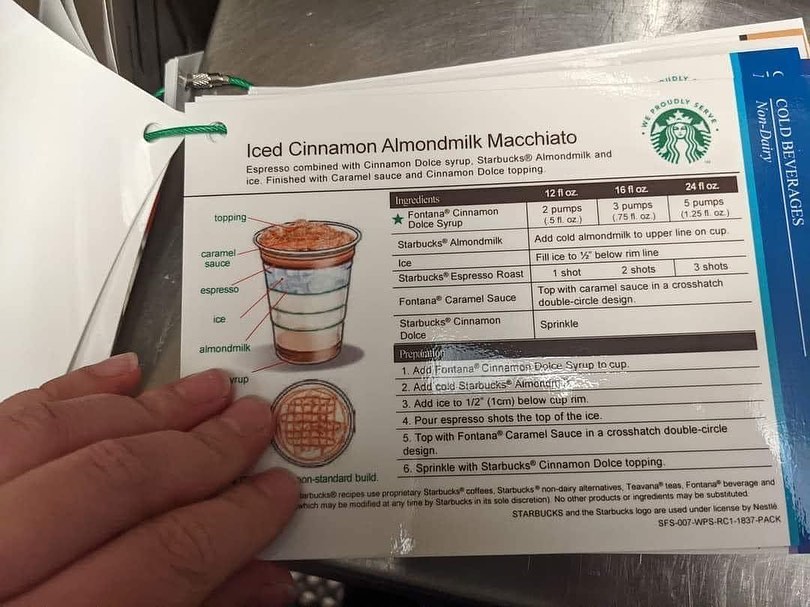 COLD BEVERAGES
Non-Dairy
WE PROUDLY SERVE
Iced Cinnamon Almondmilk Macchiato
Espresso combined with Cinnamon Dolce syrup, Starbucks® Almondmilk and
ice. Finished with Caramel sauce and Cinnamon Dolce topping.
topping
caramel
sauce
espresso
ice
almondmilk
yrup
Ingredients 12 fl oz. 16 fl oz. 24 fl oz.
Fontana® Cinnamon Dolce Syrup 2 pumps (.5 fl. oz.) 3 pumps (.75 fl. oz.) 5 pumps (1.25 fl. oz.)
Starbucks® Almondmilk Add cold almondmilk to upper line on cup.
Ice Fill ice to ½" below rim line
Starbucks® Espresso Roast 1 shot 2 shots 3 shots
Fontana® Caramel Sauce Top with caramel sauce in a crosshatch double-circle design.
Starbucks® Cinnamon Dolce Sprinkle
Preparation
1. Add Fontana® Cinnamon Dolce Syrup to cup.
2. Add cold Starbucks® Almondm
3. Add ice to 1/2" (1cm) below cup rim.
4. Pour espresso shots the top of the ice.
5. Top with Fontana® Caramel Sauce in a crosshatch double-circle
design.
6. Sprinkle with Starbucks® Cinnamon Dolce topping.
on-standard build.
tarbucks® recipes use proprietary Starbucks® coffees, Starbucks® non-dairy alternatives, Teavana® teas, Fontana® beverage and
which may be modified at any time by Starbucks in its sole discretion). No other products or ingredients may be substituted.
STARBUCKS and the Starbucks logo are used under license by Nestlé.
SFS-007-WPS-RC1-1837-PACK